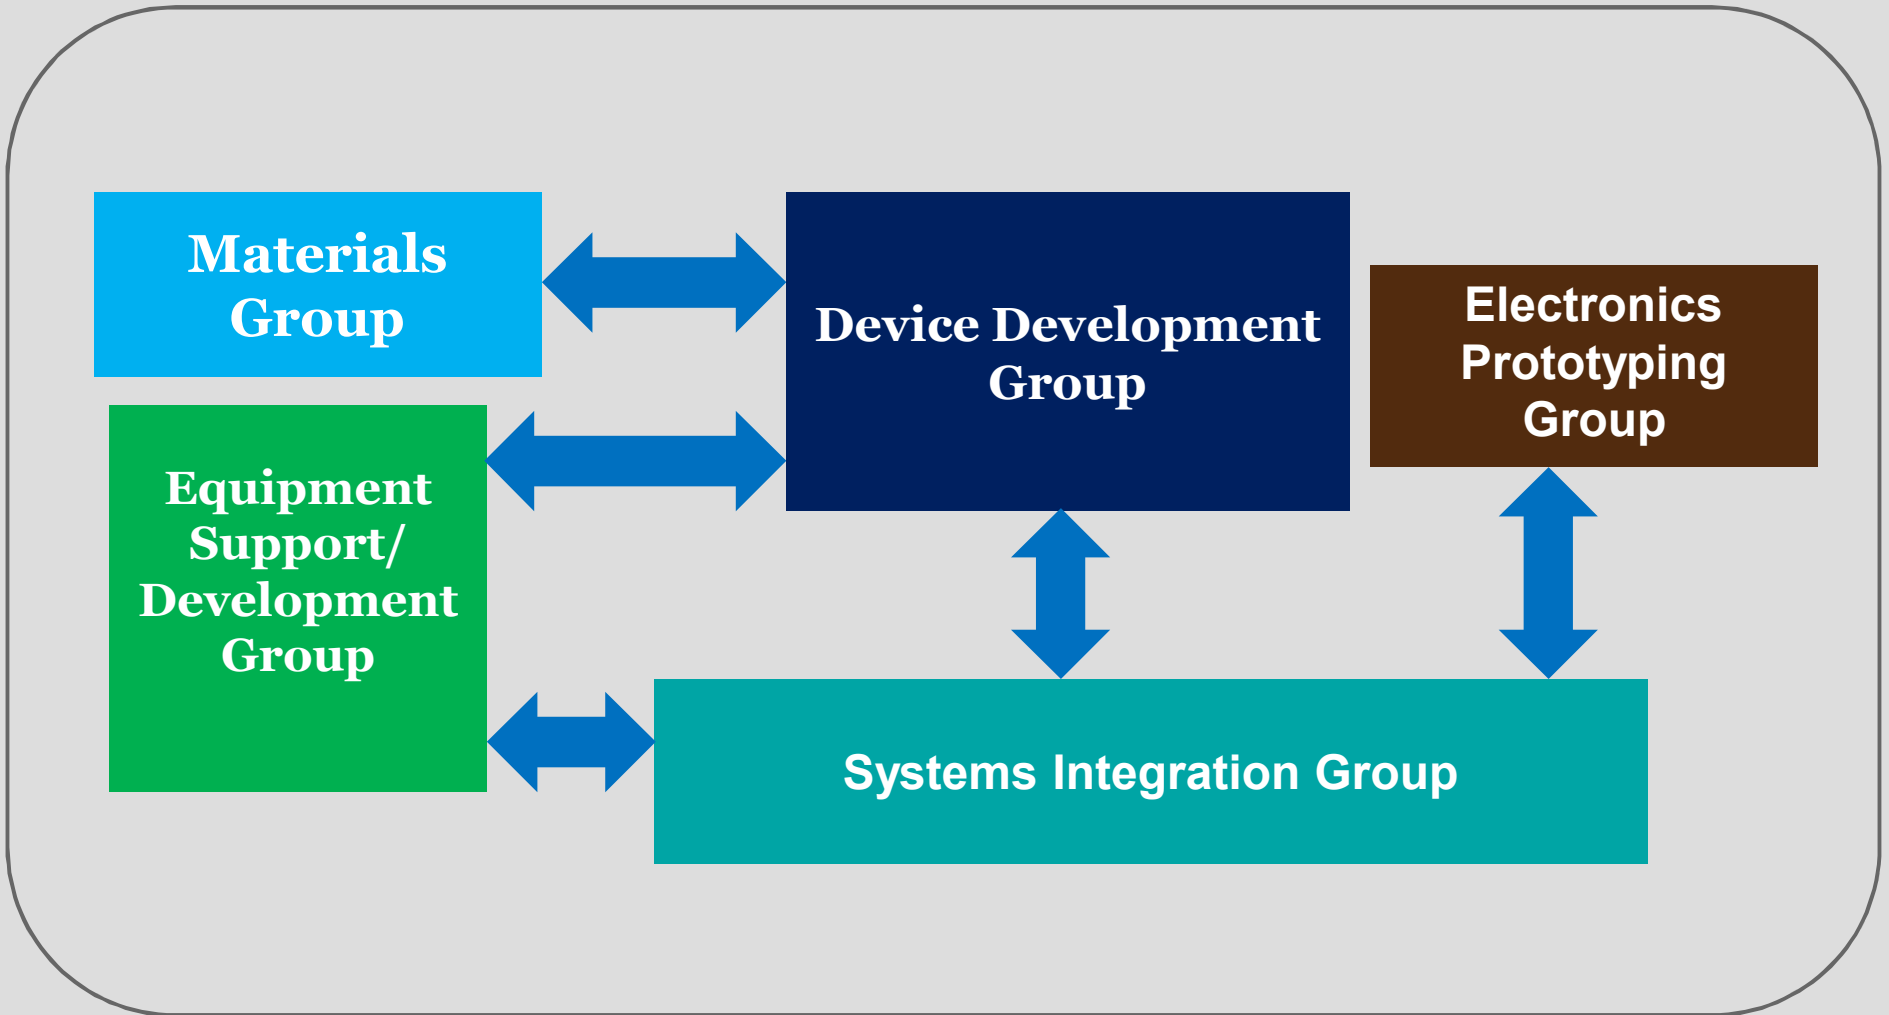 Materials
Group
Device Development
Group
Electronics
Prototyping
Group
Equipment
Support/
Development
Group
Systems Integration Group